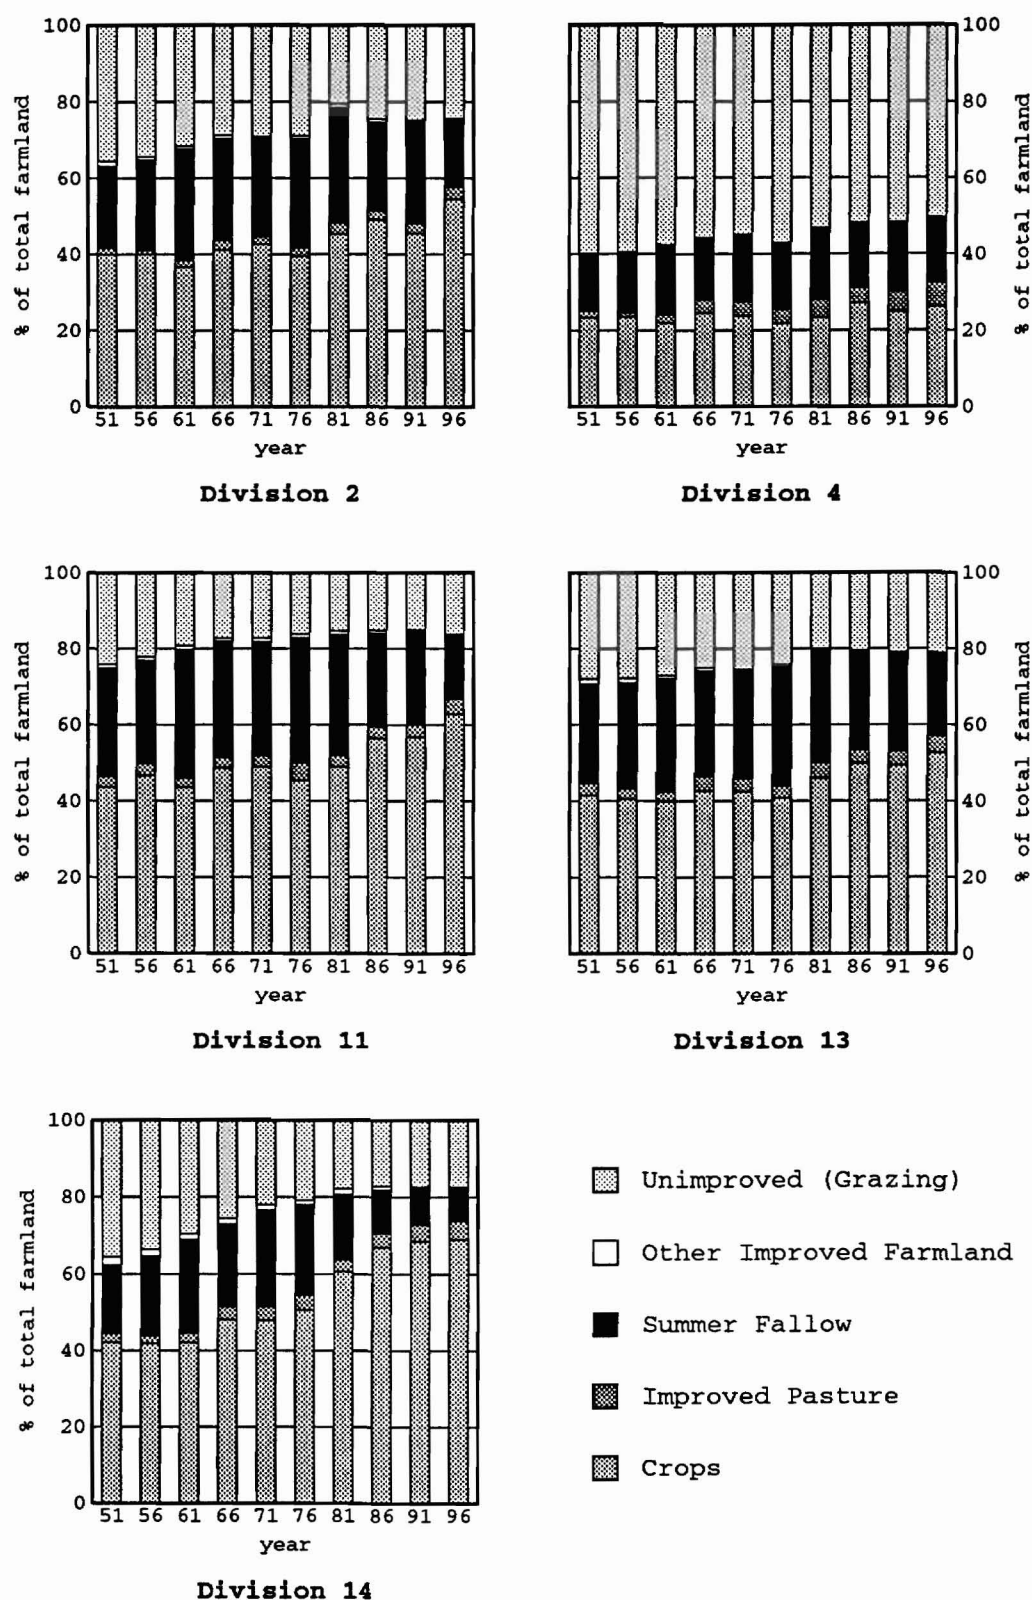 100
80
60
40
20
0
% of total farmland
51 56 61 66 71 76 81 86 91 96
year
Division 2
100
80
60
40
20
0
% of total farmland
51 56 61 66 71 76 81 86 91 96
year
Division 4
100
80
60
40
20
0
% of total farmland
51 56 61 66 71 76 81 86 91 96
year
Division 11
100
80
60
40
20
0
% of total farmland
51 56 61 66 71 76 81 86 91 96
year
Division 13
100
80
60
40
20
0
% of total farmland
51 56 61 66 71 76 81 86 91 96
year
Division 14
Unimproved (Grazing)
Other Improved Farmland
Summer Fallow
Improved Pasture
Crops